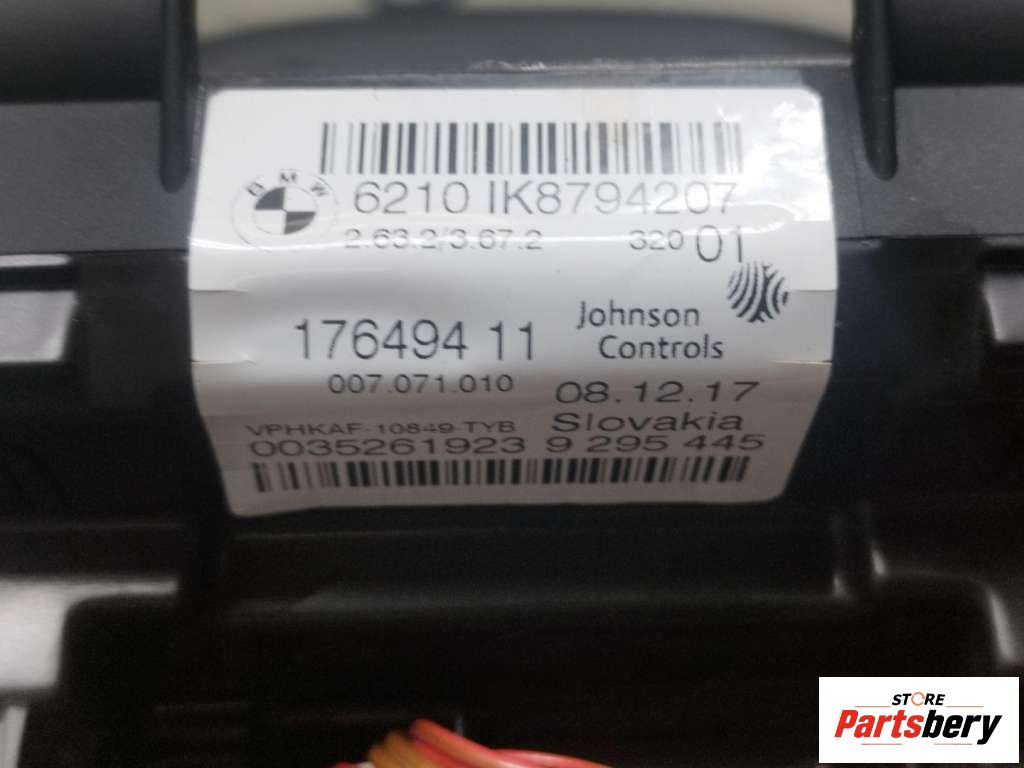 BMW
6210 IK8794207
2.63.2/3.67.2 320 01
176494 11
Johnson
Controls
007.071.010
08.12.17
VPHKAF-10849-TYB
Slovakia
0035261923 9 295 445
STORE
Partsbery